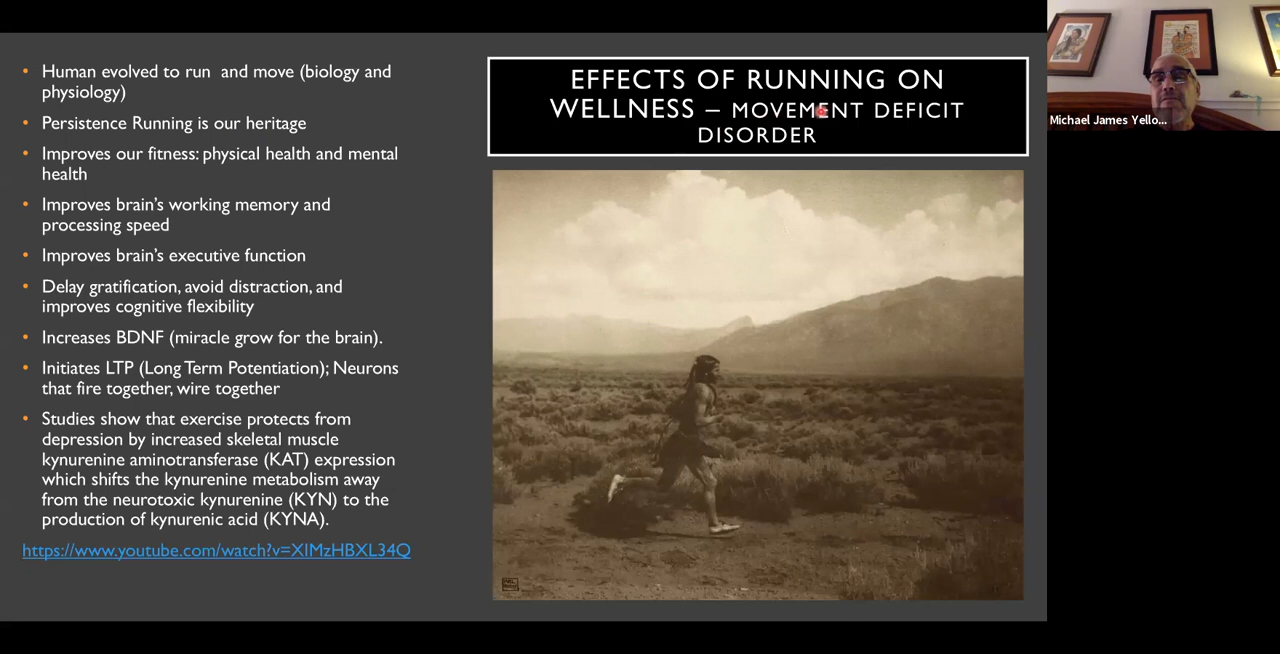 EFFECTS OF RUNNING ON
WELLNESS – MOVEMENT DEFICIT
DISORDER
• Human evolved to run and move (biology and
physiology)
• Persistence Running is our heritage
• Improves our fitness: physical health and mental
health
• Improves brain's working memory and
processing speed
• Improves brain's executive function
• Delay gratification, avoid distraction, and
improves cognitive flexibility
• Increases BDNF (miracle grow for the brain).
• Initiates LTP (Long Term Potentiation); Neurons
that fire together, wire together
• Studies show that exercise protects from
depression by increased skeletal muscle
kynurenine aminotransferase (KAT) expression
which shifts the kynurenine metabolism away
from the neurotoxic kynurenine (KYN) to the
production of kynurenic acid (KYNA).
https://www.youtube.com/watch?v=XIMzHBXL34Q
Michael James Yello...